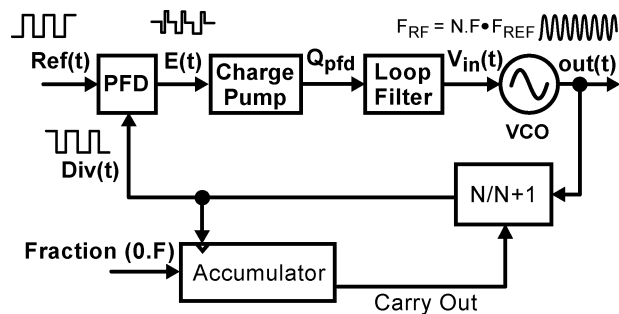 F_RF = N.F•F_REF
Ref(t)
PFD
E(t)
Charge Pump
Q_pfd
Loop Filter
V_in(t)
VCO
out(t)
Div(t)
N/N+1
Fraction (0.F)
Accumulator
Carry Out